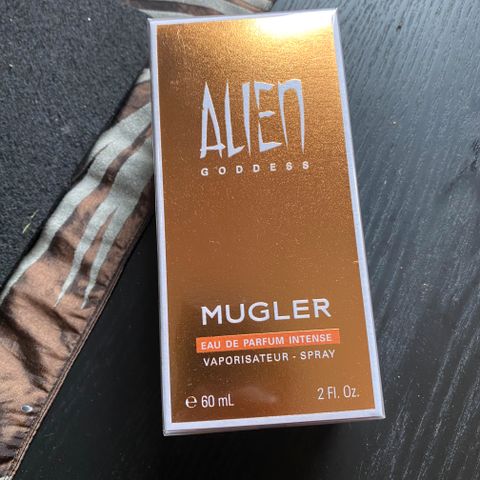 ALIEN
GODDESS
MUGLER
EAU DE PARFUM INTENSE
VAPORISATEUR - SPRAY
℮ 60 mL 2 Fl. Oz.